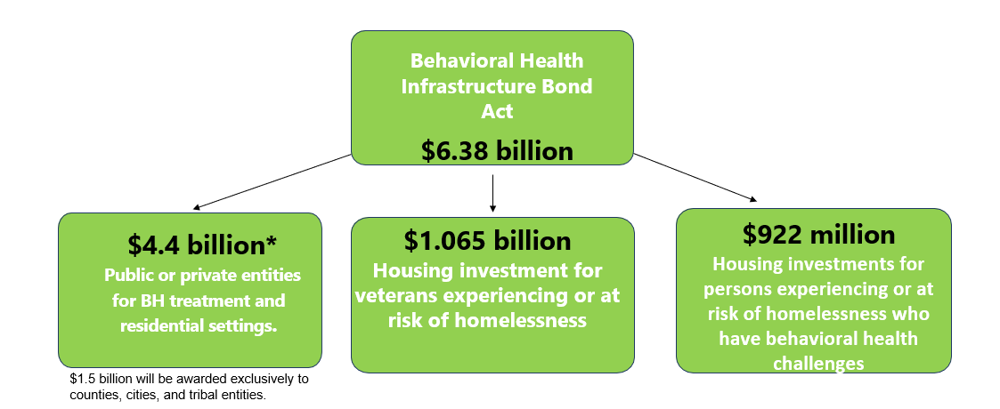 Behavioral Health
Infrastructure Bond
Act
$6.38 billion
$4.4 billion*
Public or private entities
for BH treatment and
residential settings.
$1.5 billion will be awarded exclusively to
counties, cities, and tribal entities.
$1.065 billion
Housing investment for
veterans experiencing or at
risk of homelessness
$922 million
Housing investments for
persons experiencing or at
risk of homelessness who
have behavioral health
challenges